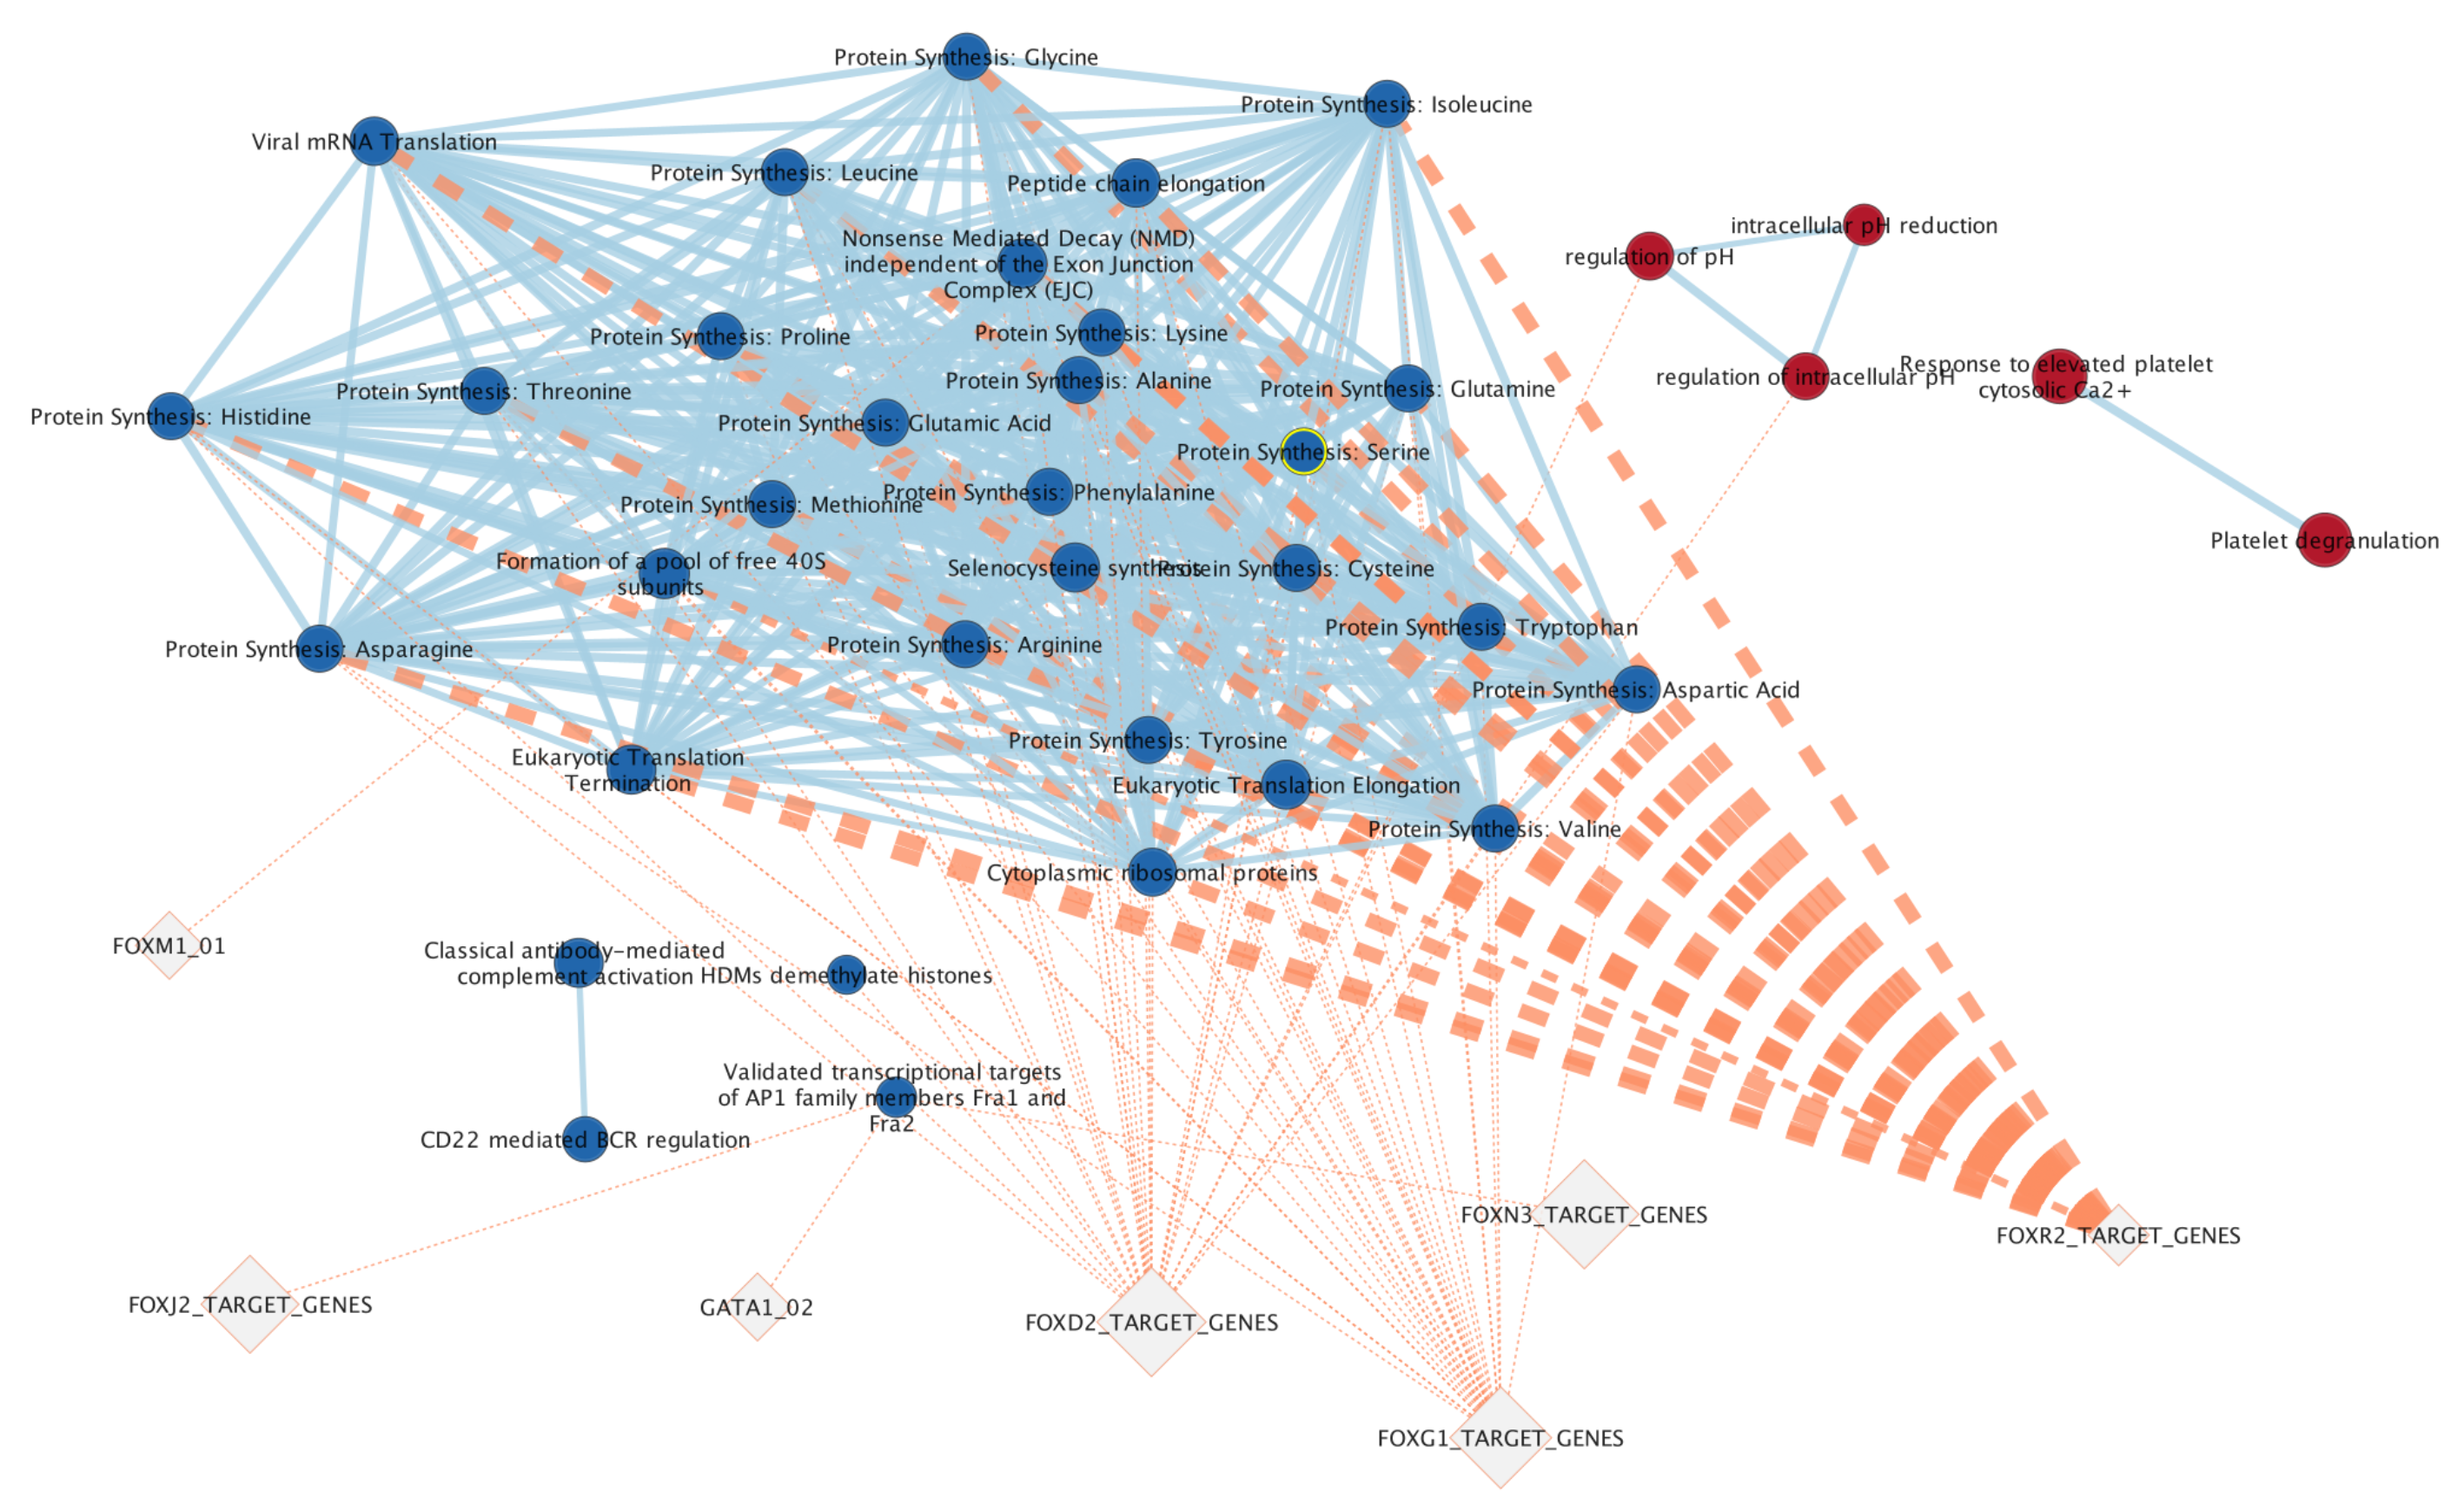 Protein Synthesis: Glycine
Protein Synthesis: Isoleucine
Viral mRNA Translation
Protein Synthesis: Leucine
Peptide chain elongation
intracellular pH reduction
regulation of pH
Nonsense Mediated Decay (NMD)
independent of the Exon Junction
Complex (EJC)
Protein Synthesis: Proline
Protein Synthesis: Lysine
Protein Synthesis: Alanine
Protein Synthesis: Glutamine
regulation of intracellular pH
Response to elevated platelet
cytosolic Ca2+
Protein Synthesis: Threonine
Protein Synthesis: Histidine
Protein Synthesis: Glutamic Acid
Protein Synthesis: Serine
Protein Synthesis: Methionine
Protein Synthesis: Phenylalanine
Platelet degranulation
Formation of a pool of free 40S
subunits
Selenocysteine synthesis
Protein Synthesis: Cysteine
Protein Synthesis: Tryptophan
Protein Synthesis: Asparagine
Protein Synthesis: Arginine
Protein Synthesis: Aspartic Acid
Protein Synthesis: Tyrosine
Eukaryotic Translation
Termination
Eukaryotic Translation Elongation
Protein Synthesis: Valine
Cytoplasmic ribosomal proteins
FOXM1_01
Classical antibody-mediated
complement activation
HDMs demethylate histones
Validated transcriptional targets
of AP1 family members Fra1 and
Fra2
CD22 mediated BCR regulation
FOXN3_TARGET_GENES
FOXR2_TARGET_GENES
FOXJ2_TARGET_GENES
GATA1_02
FOXD2_TARGET_GENES
FOXG1_TARGET_GENES